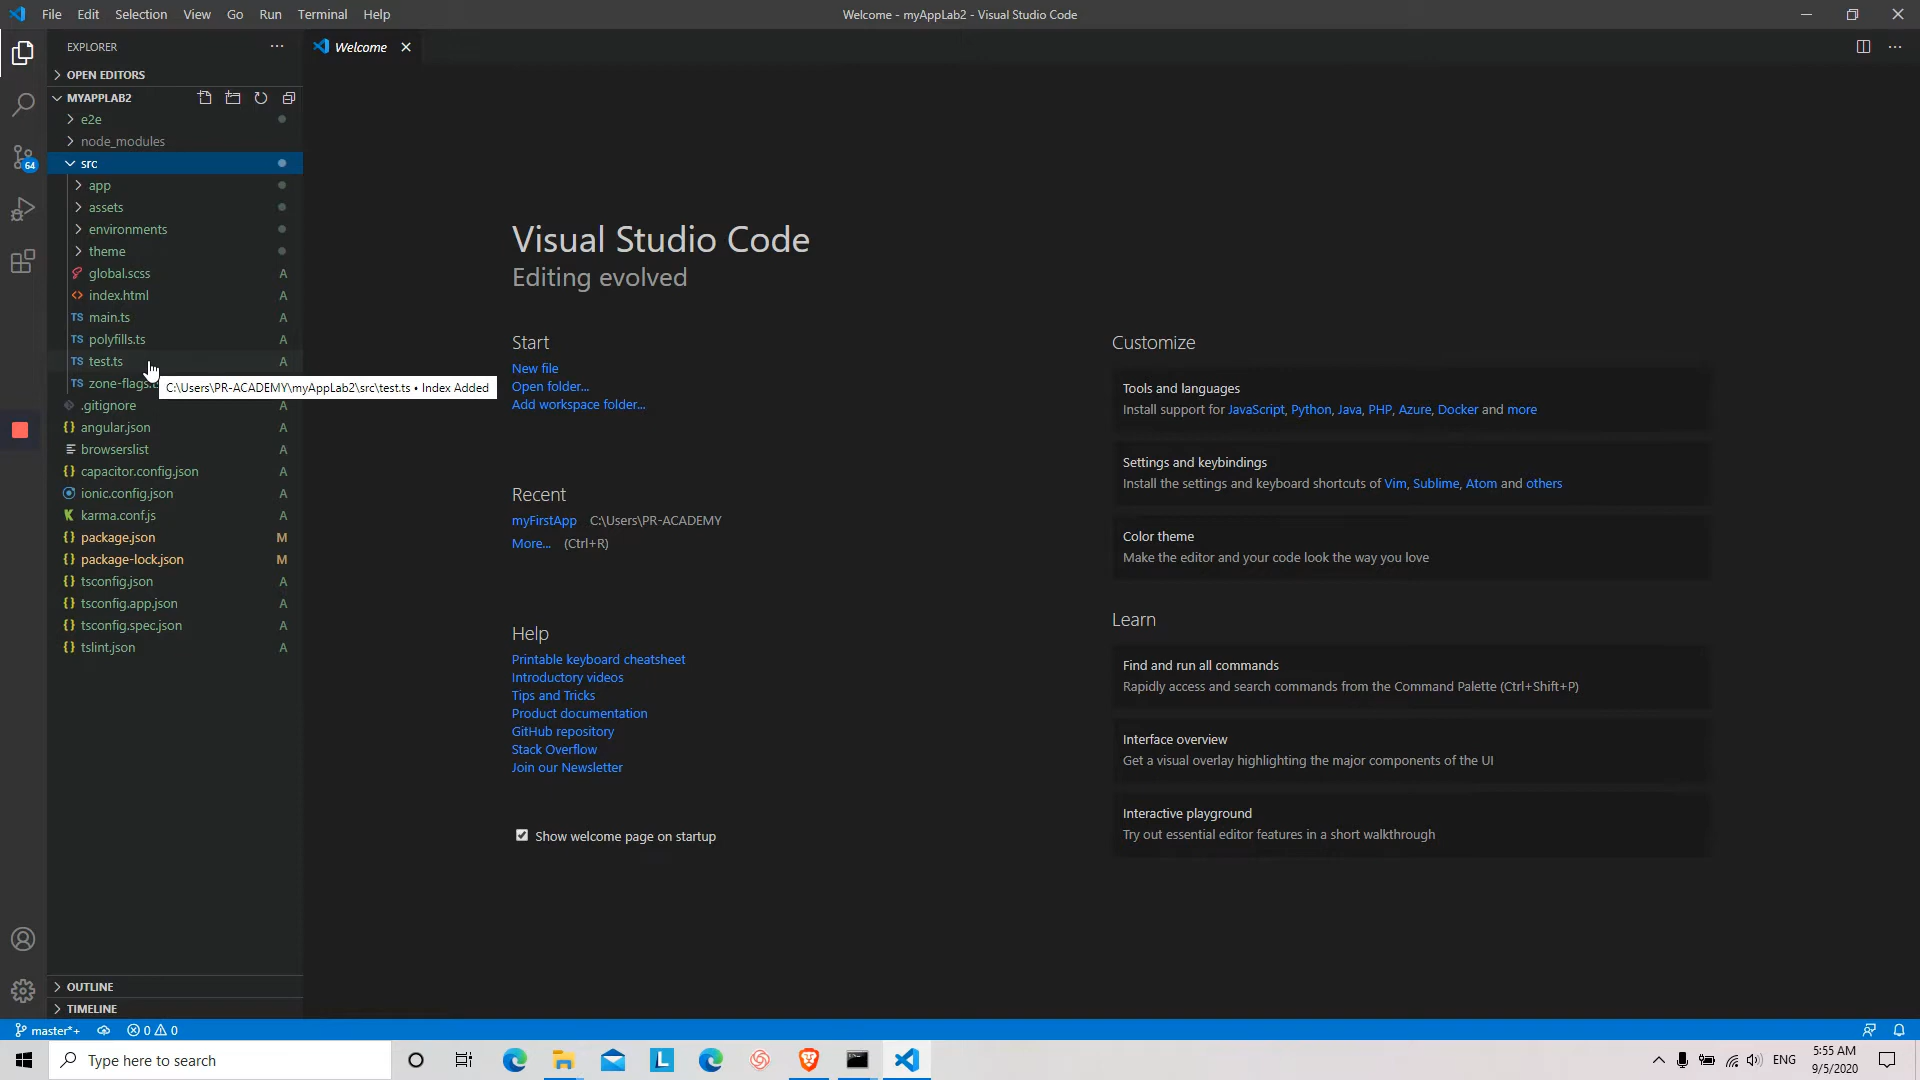 File Edit Selection View Go Run Terminal Help
Welcome - myAppLab2 - Visual Studio Code
EXPLORER
Welcome
OPEN EDITORS
MYAPPLAB2
e2e
node_modules
src
app
assets
environments
theme
global.scss A
index.html A
TS main.ts A
TS polyfills.ts A
TS test.ts A
TS zone-flags.t
C:\Users\PR-ACADEMY\myAppLab2\src\test.ts • Index Added
.gitignore A
{} angular.json A
browserslist A
{} capacitor.config.json A
ionic.config.json A
K karma.conf.js A
{} package.json M
{} package-lock.json M
{} tsconfig.json A
{} tsconfig.app.json A
{} tsconfig.spec.json A
{} tslint.json A
OUTLINE
TIMELINE
64
Visual Studio Code
Editing evolved
Start
New file
Open folder...
Add workspace folder...
Recent
myFirstApp C:\Users\PR-ACADEMY
More... (Ctrl+R)
Help
Printable keyboard cheatsheet
Introductory videos
Tips and Tricks
Product documentation
GitHub repository
Stack Overflow
Join our Newsletter
Show welcome page on startup
Customize
Tools and languages
Install support for JavaScript, Python, Java, PHP, Azure, Docker and more
Settings and keybindings
Install the settings and keyboard shortcuts of Vim, Sublime, Atom and others
Color theme
Make the editor and your code look the way you love
Learn
Find and run all commands
Rapidly access and search commands from the Command Palette (Ctrl+Shift+P)
Interface overview
Get a visual overlay highlighting the major components of the UI
Interactive playground
Try out essential editor features in a short walkthrough
master*+ 0 0
Type here to search
L
ENG
5:55 AM
9/5/2020